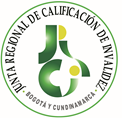 JUNTA REGIONAL DE CALIFICACIÓN DE INVALIDEZ
BOGOTÁ Y CUNDINAMARCA